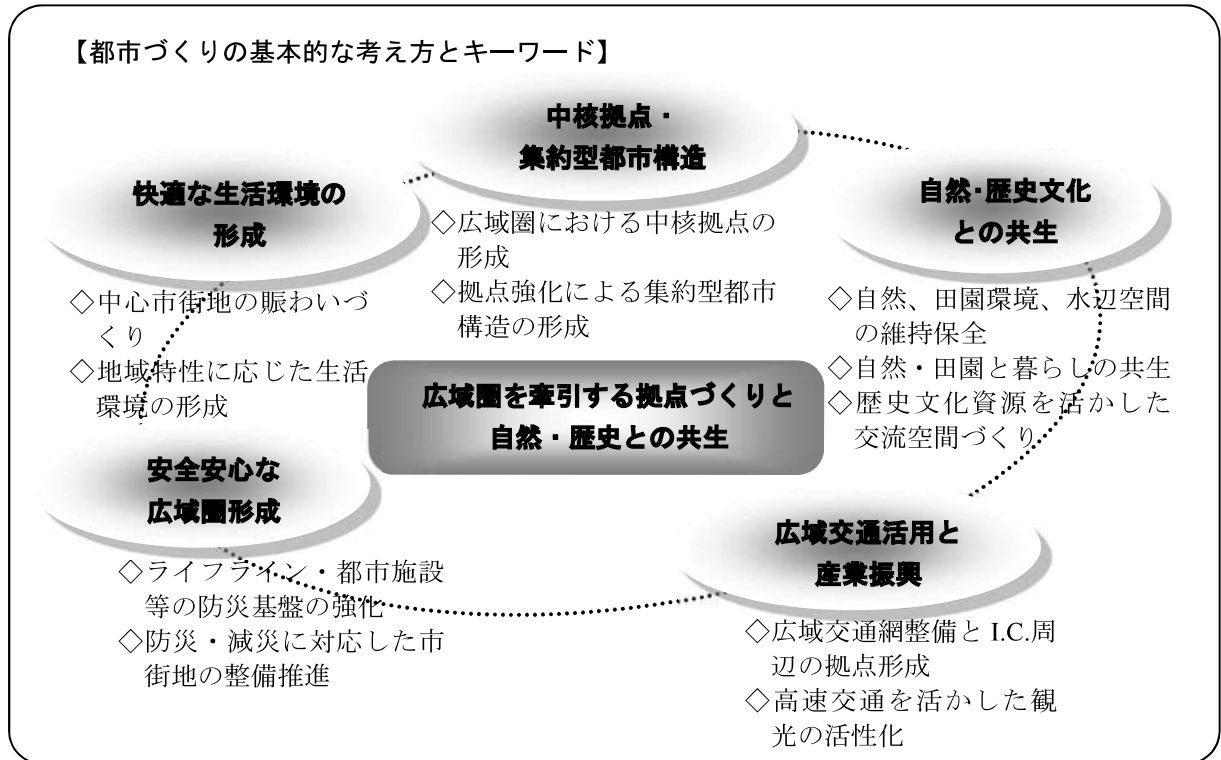 【都市づくりの基本的な考え方とキーワード】
中核拠点・
集約型都市構造
◇広域圏における中核拠点の
形成
◇拠点強化による集約型都市
構造の形成
快適な生活環境の
形成
◇中心市街地の賑わいづ
くり
◇地域特性に応じた生活
環境の形成
自然・歴史文化
との共生
◇自然、田園環境、水辺空間
の維持保全
◇自然・田園と暮らしの共生
◇歴史文化資源を活かした
交流空間づくり
広域圏を牽引する拠点づくりと
自然・歴史との共生
安全安心な
広域圏形成
◇ライフライン・都市施設
等の防災基盤の強化
◇防災・減災に対応した市
街地の整備推進
広域交通活用と
産業振興
◇広域交通網整備と I.C.周
辺の拠点形成
◇高速交通を活かした観
光の活性化